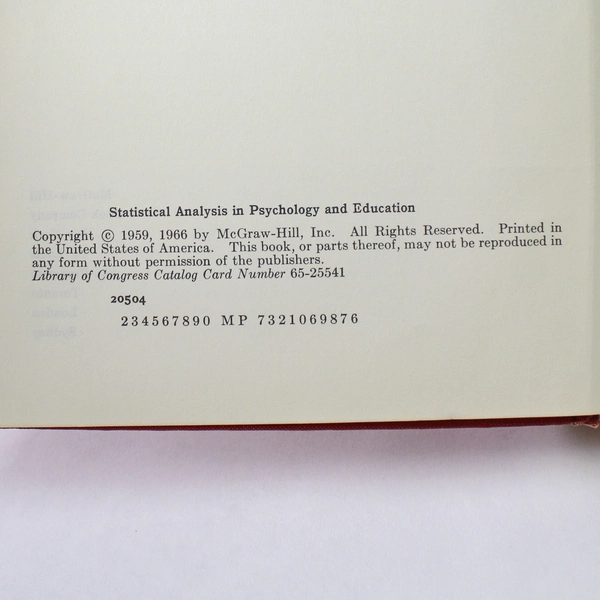 Statistical Analysis in Psychology and Education
Copyright © 1959, 1966 by McGraw-Hill, Inc. All Rights Reserved. Printed in
the United States of America. This book, or parts thereof, may not be reproduced in
any form without permission of the publishers.
Library of Congress Catalog Card Number 65-25541
20504
234567890 MP 7321069876